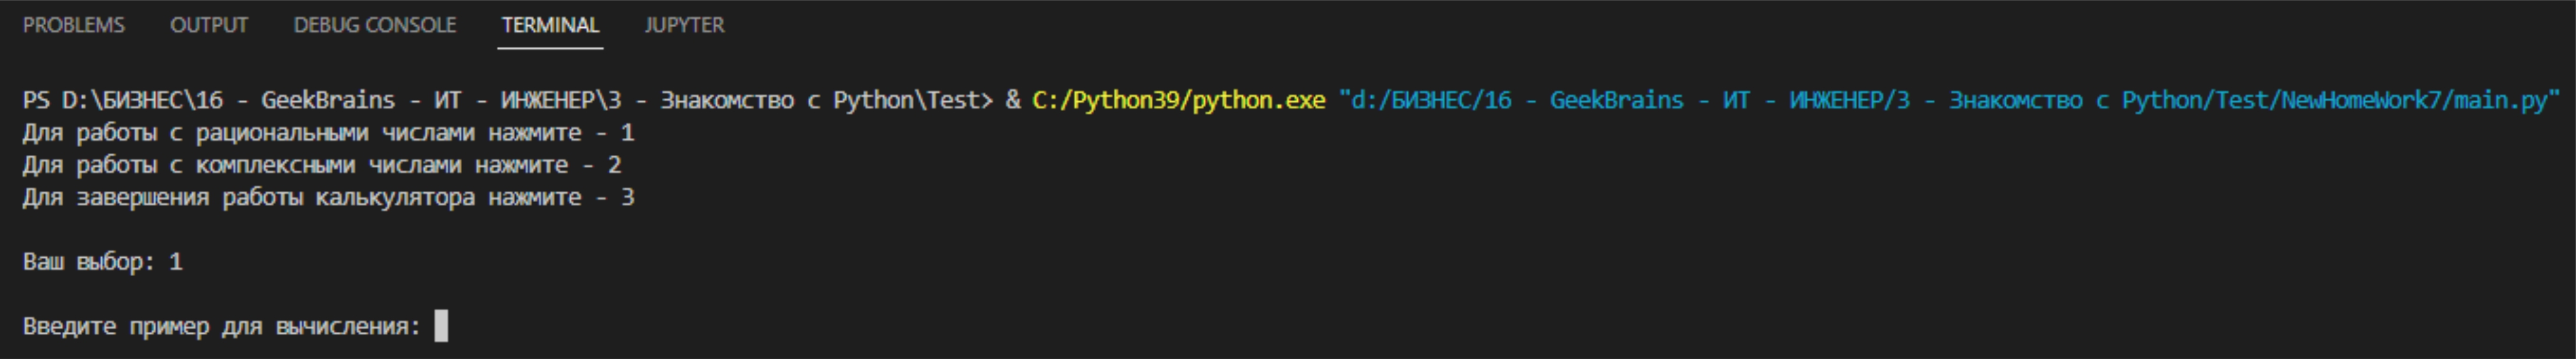 PROBLEMS OUTPUT DEBUG CONSOLE TERMINAL JUPYTER
PS D:\БИЗНЕС\16 - GeekBrains - ИТ - ИНЖЕНЕР\3 - Знакомство с Python\Test> & C:/Python39/python.exe "d:/БИЗНЕС/16 - GeekBrains - ИТ - ИНЖЕНЕР/3 - Знакомство с Python/Test/NewHomeWork7/main.py"
Для работы с рациональными числами нажмите - 1
Для работы с комплексными числами нажмите - 2
Для завершения работы калькулятора нажмите - 3
Ваш выбор: 1
Введите пример для вычисления: